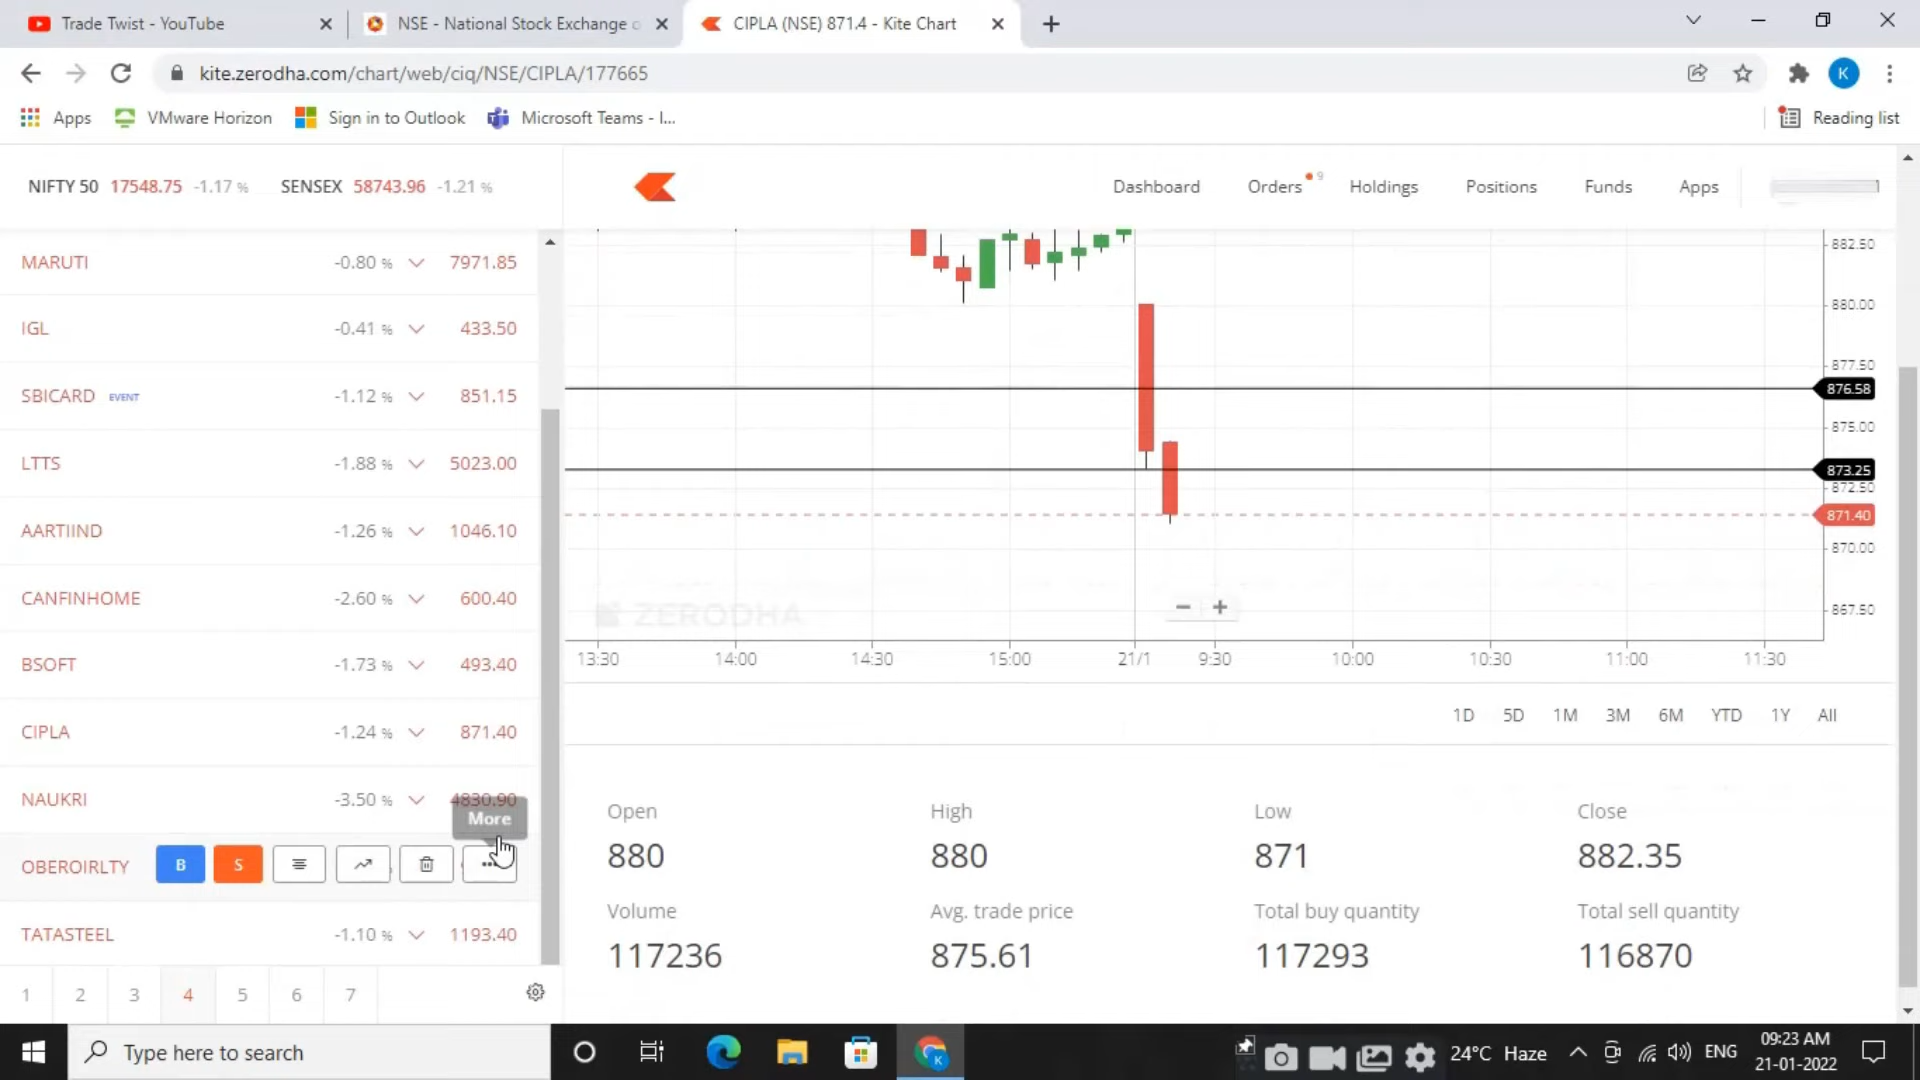 Trade Twist - YouTube
NSE - National Stock Exchange o
CIPLA (NSE) 871.4 - Kite Chart
kite.zerodha.com/chart/web/ciq/NSE/CIPLA/177665
K
Apps
VMware Horizon
Sign in to Outlook
Microsoft Teams - I...
Reading list
NIFTY 50 17548.75 -1.17 %
SENSEX 58743.96 -1.21 %
Dashboard
Orders 9
Holdings
Positions
Funds
Apps
MARUTI -0.80 % 7971.85
IGL -0.41 % 433.50
SBICARD EVENT -1.12 % 851.15
LTTS -1.88 % 5023.00
AARTIIND -1.26 % 1046.10
CANFINHOME -2.60 % 600.40
BSOFT -1.73 % 493.40
CIPLA -1.24 % 871.40
NAUKRI -3.50 % 4830.90
More
OBEROIRLTY B S
TATASTEEL -1.10 % 1193.40
1 2 3 4 5 6 7
882.50
880.00
877.50
876.58
875.00
873.25
872.50
871.40
870.00
867.50
ZERODHA
13:30 14:00 14:30 15:00 21/1 9:30 10:00 10:30 11:00 11:30
1D 5D 1M 3M 6M YTD 1Y All
Open High Low Close
880 880 871 882.35
Volume Avg. trade price Total buy quantity Total sell quantity
117236 875.61 117293 116870
Type here to search
24°C Haze
ENG
09:23 AM
21-01-2022